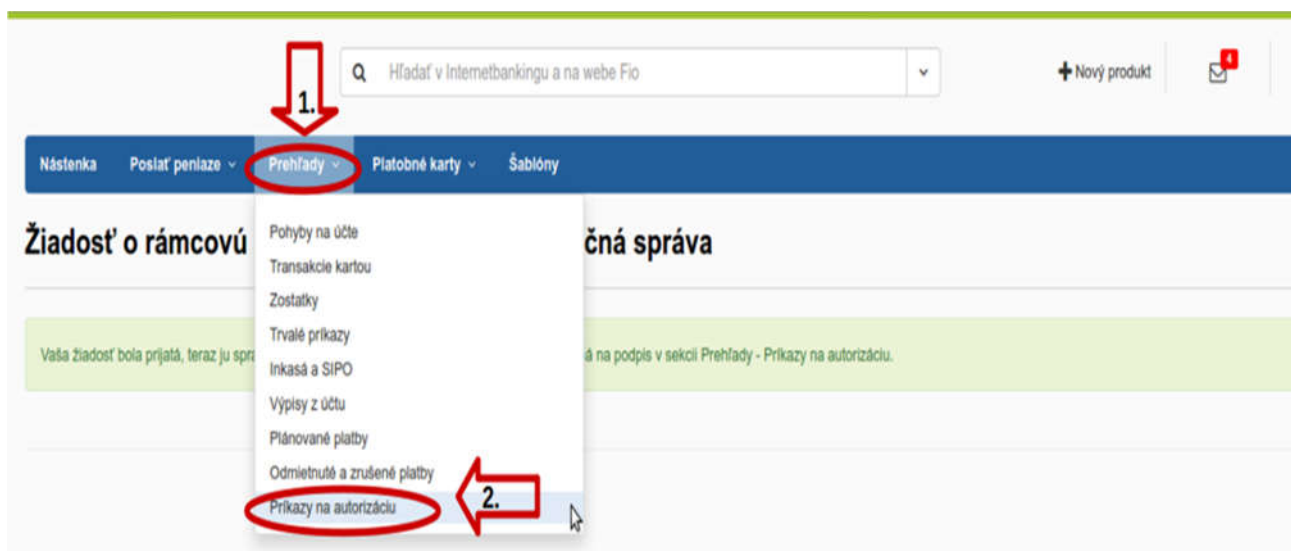 1.
Hľadať v Internetbankingu a na webe Fio
Nový produkt
4
Nástenka Poslať peniaze Prehľady Platobné karty Šablóny
Žiadosť o rámcovú čná správa
Pohyby na účte
Transakcie kartou
Zostatky
Trvalé príkazy
Vaša žiadosť bola prijatá, teraz ju spra á na podpis v sekcii Prehľady - Príkazy na autorizáciu.
Inkasá a SIPO
Výpisy z účtu
Plánované platby
Odmietnuté a zrušené platby
Príkazy na autorizáciu
2.